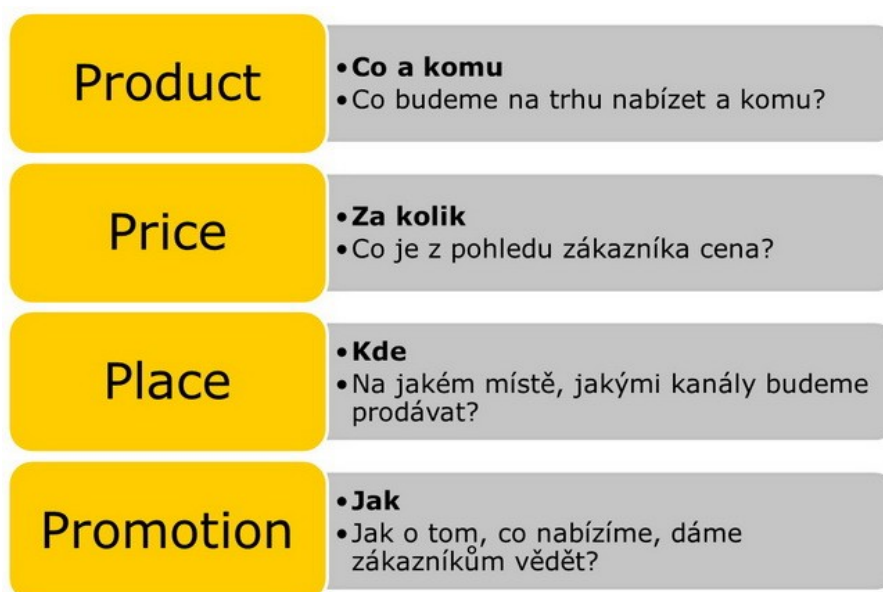 Product
•Co a komu
•Co budeme na trhu nabízet a komu?
Price
•Za kolik
•Co je z pohledu zákazníka cena?
Place
•Kde
•Na jakém místě, jakými kanály budeme
prodávat?
Promotion
•Jak
•Jak o tom, co nabízíme, dáme
zákazníkům vědět?